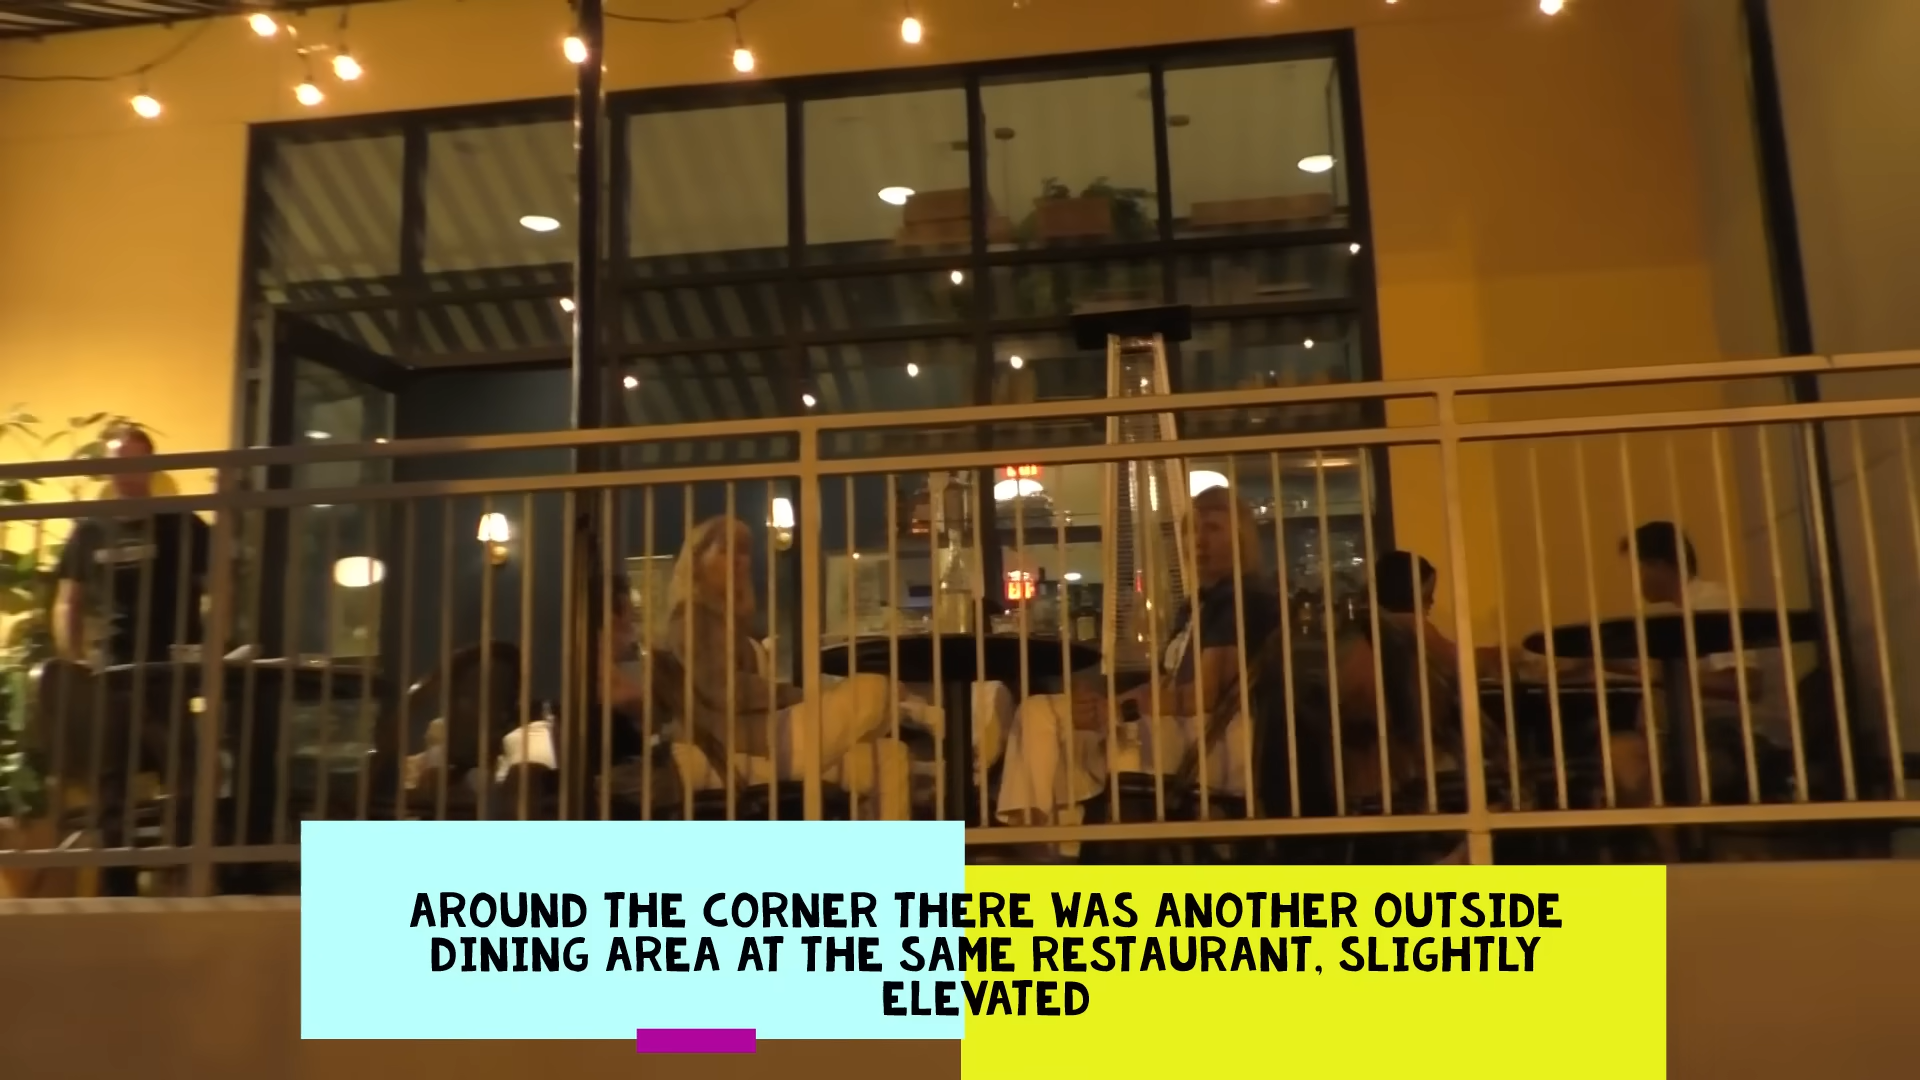 AROUND THE CORNER THERE WAS ANOTHER OUTSIDE
DINING AREA AT THE SAME RESTAURANT, SLIGHTLY
ELEVATED